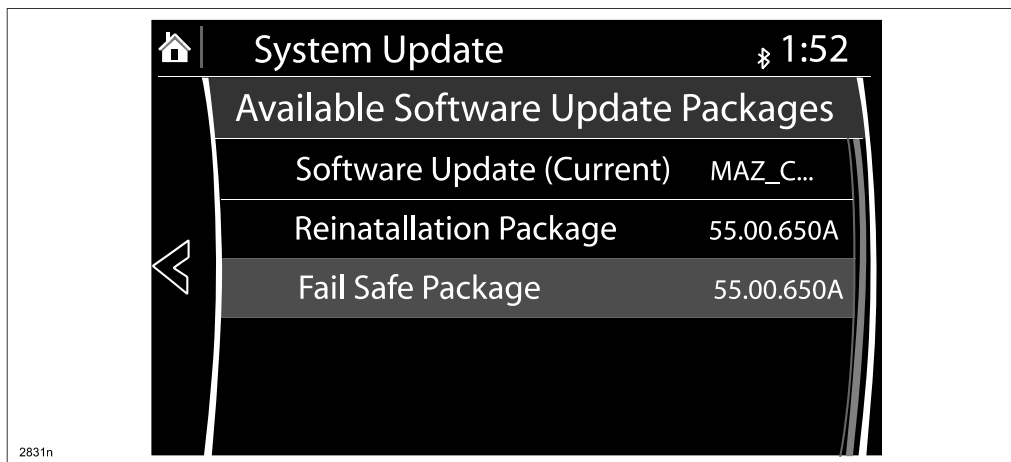 System Update 1:52
Available Software Update Packages
Software Update (Current) MAZ_C...
Reinatallation Package 55.00.650A
Fail Safe Package 55.00.650A
2831n